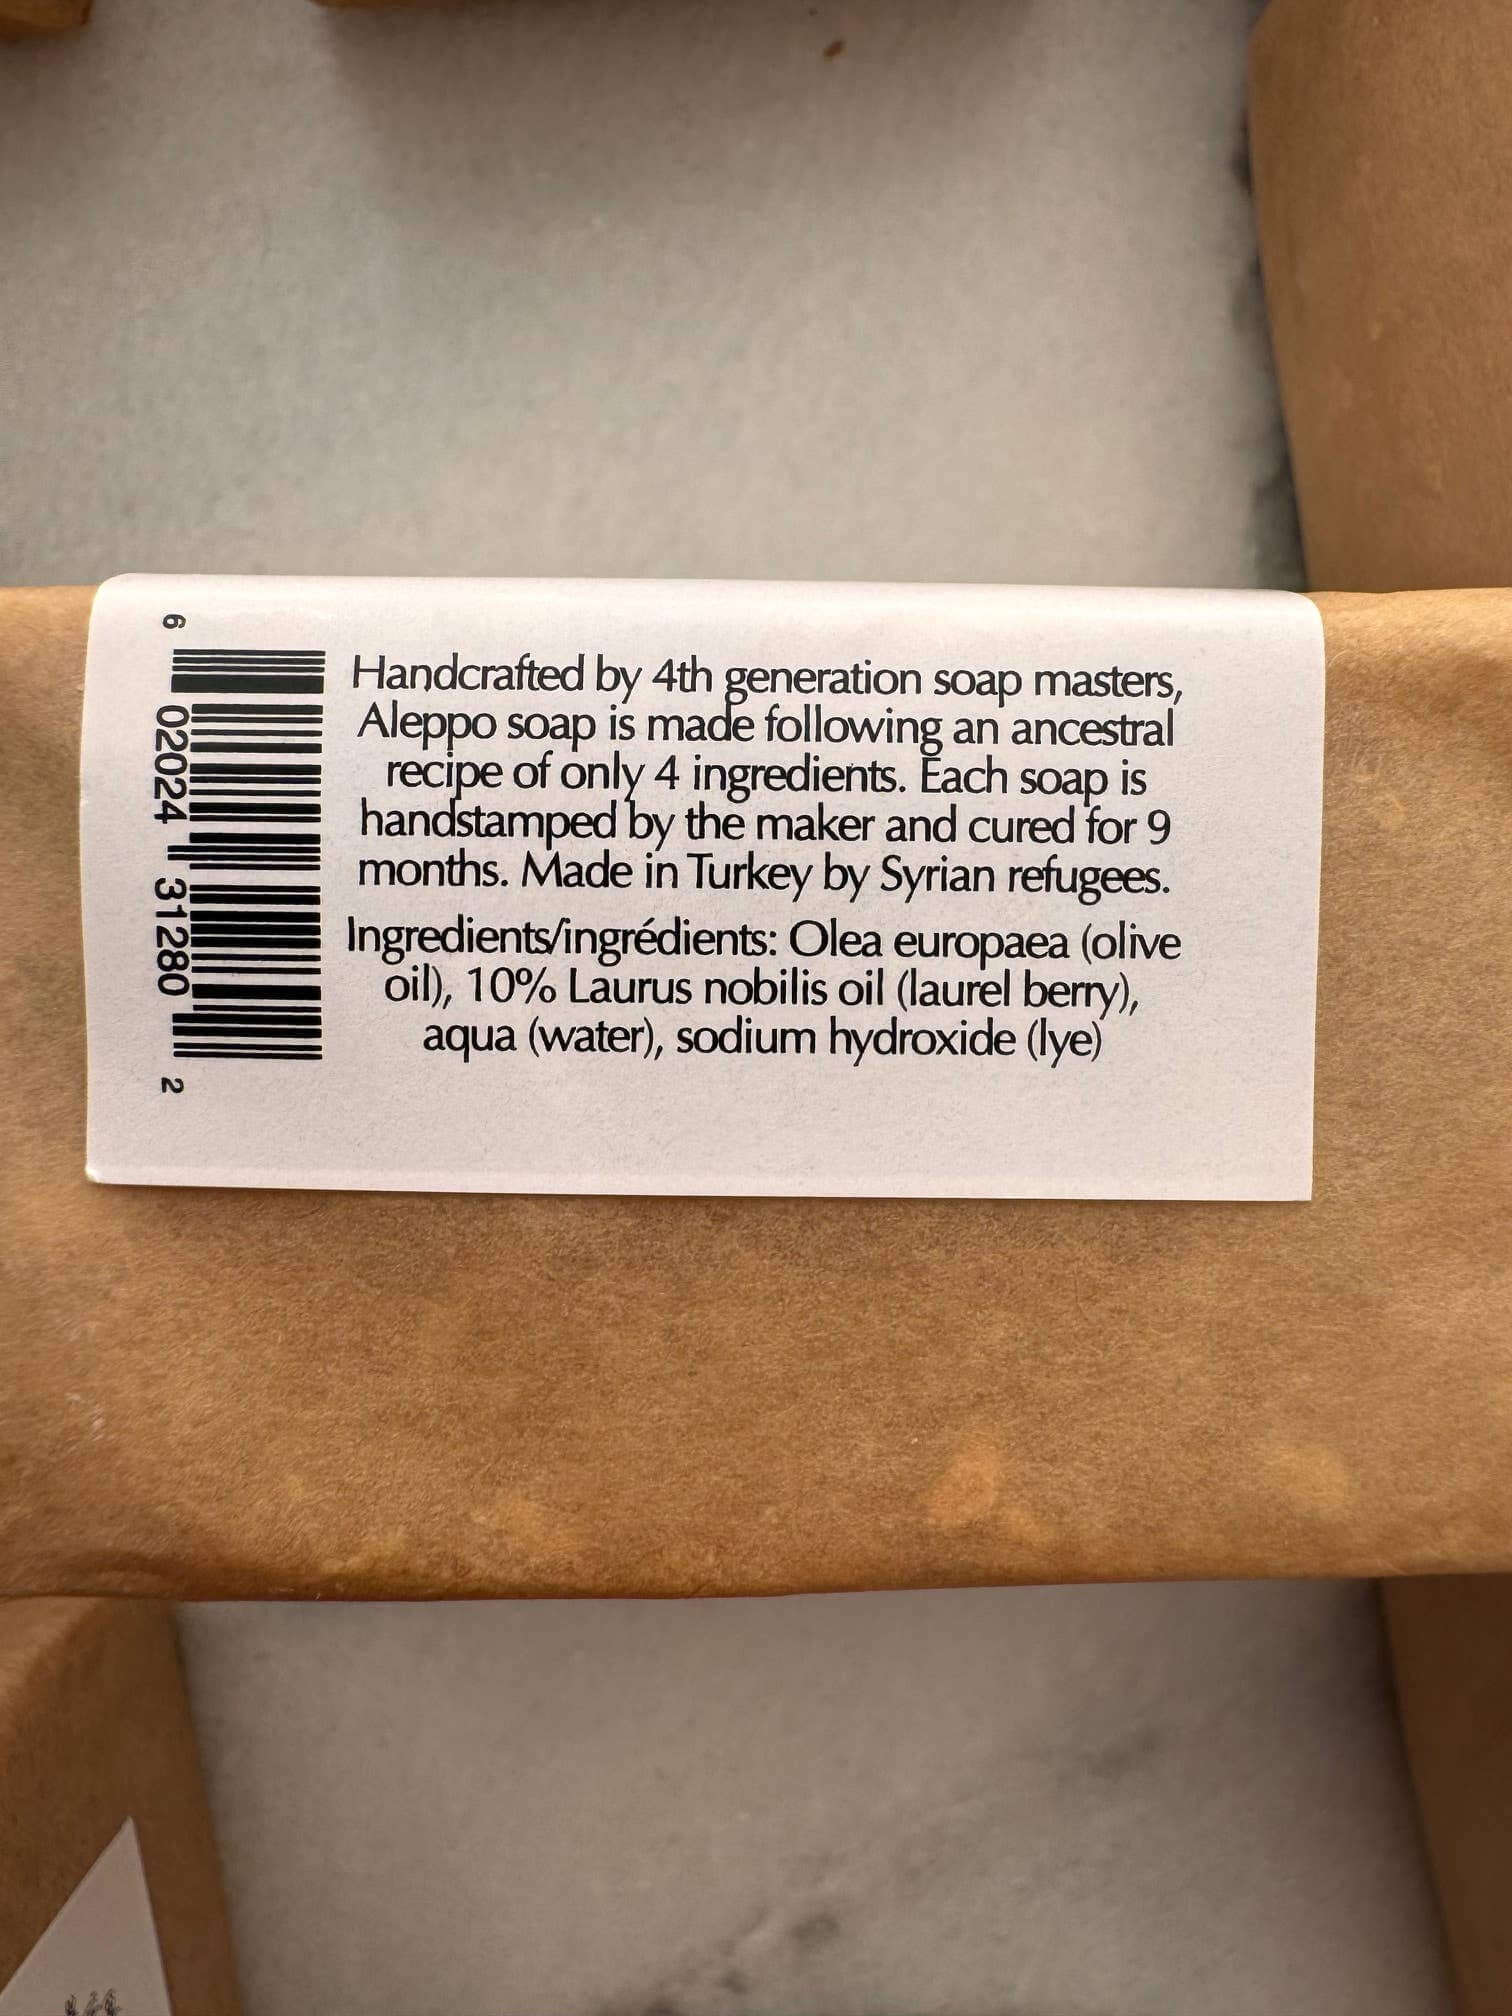 Handcrafted by 4th generation soap masters,
Aleppo soap is made following an ancestral
recipe of only 4 ingredients. Each soap is
handstamped by the maker and cured for 9
months. Made in Turkey by Syrian refugees.
Ingredients/ingrédients: Olea europaea (olive
oil), 10% Laurus nobilis oil (laurel berry),
aqua (water), sodium hydroxide (lye)
6 02024 31280 2